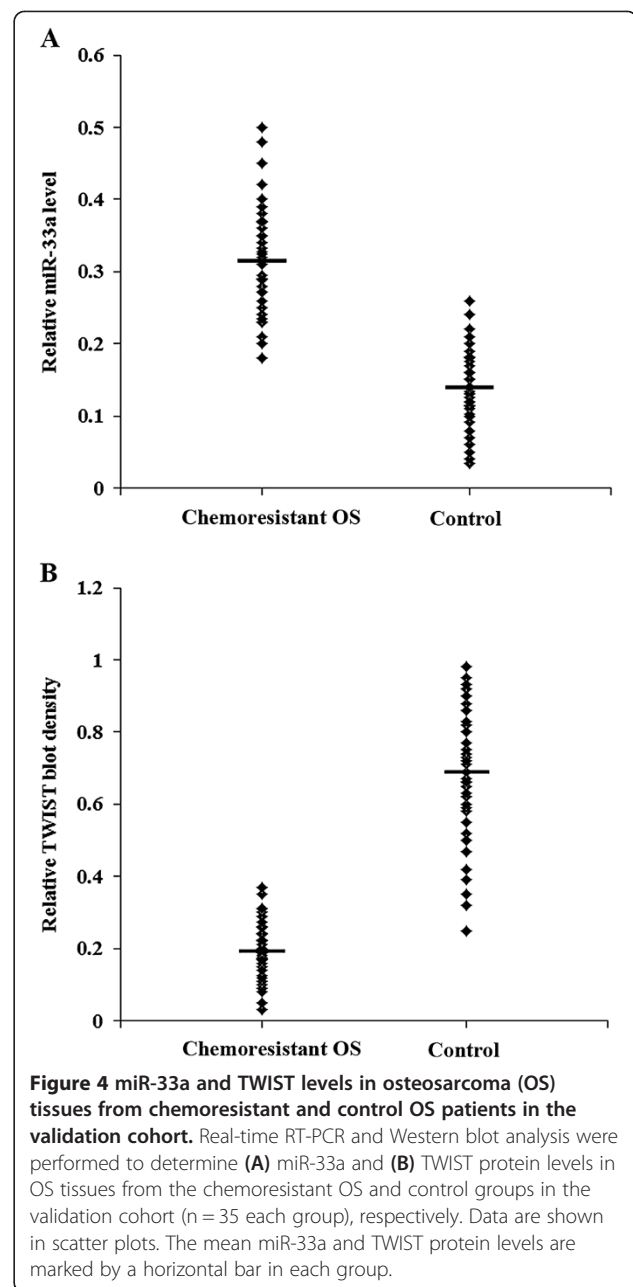 A
0.6
0.5
0.4
0.3
0.2
0.1
0
Relative miR-33a level
Chemoresistant OS Control
B
1.2
1
0.8
0.6
0.4
0.2
0
Relative TWIST blot density
Chemoresistant OS Control
Figure 4 miR-33a and TWIST levels in osteosarcoma (OS)
tissues from chemoresistant and control OS patients in the
validation cohort. Real-time RT-PCR and Western blot analysis were
performed to determine (A) miR-33a and (B) TWIST protein levels in
OS tissues from the chemoresistant OS and control groups in the
validation cohort (n = 35 each group), respectively. Data are shown
in scatter plots. The mean miR-33a and TWIST protein levels are
marked by a horizontal bar in each group.